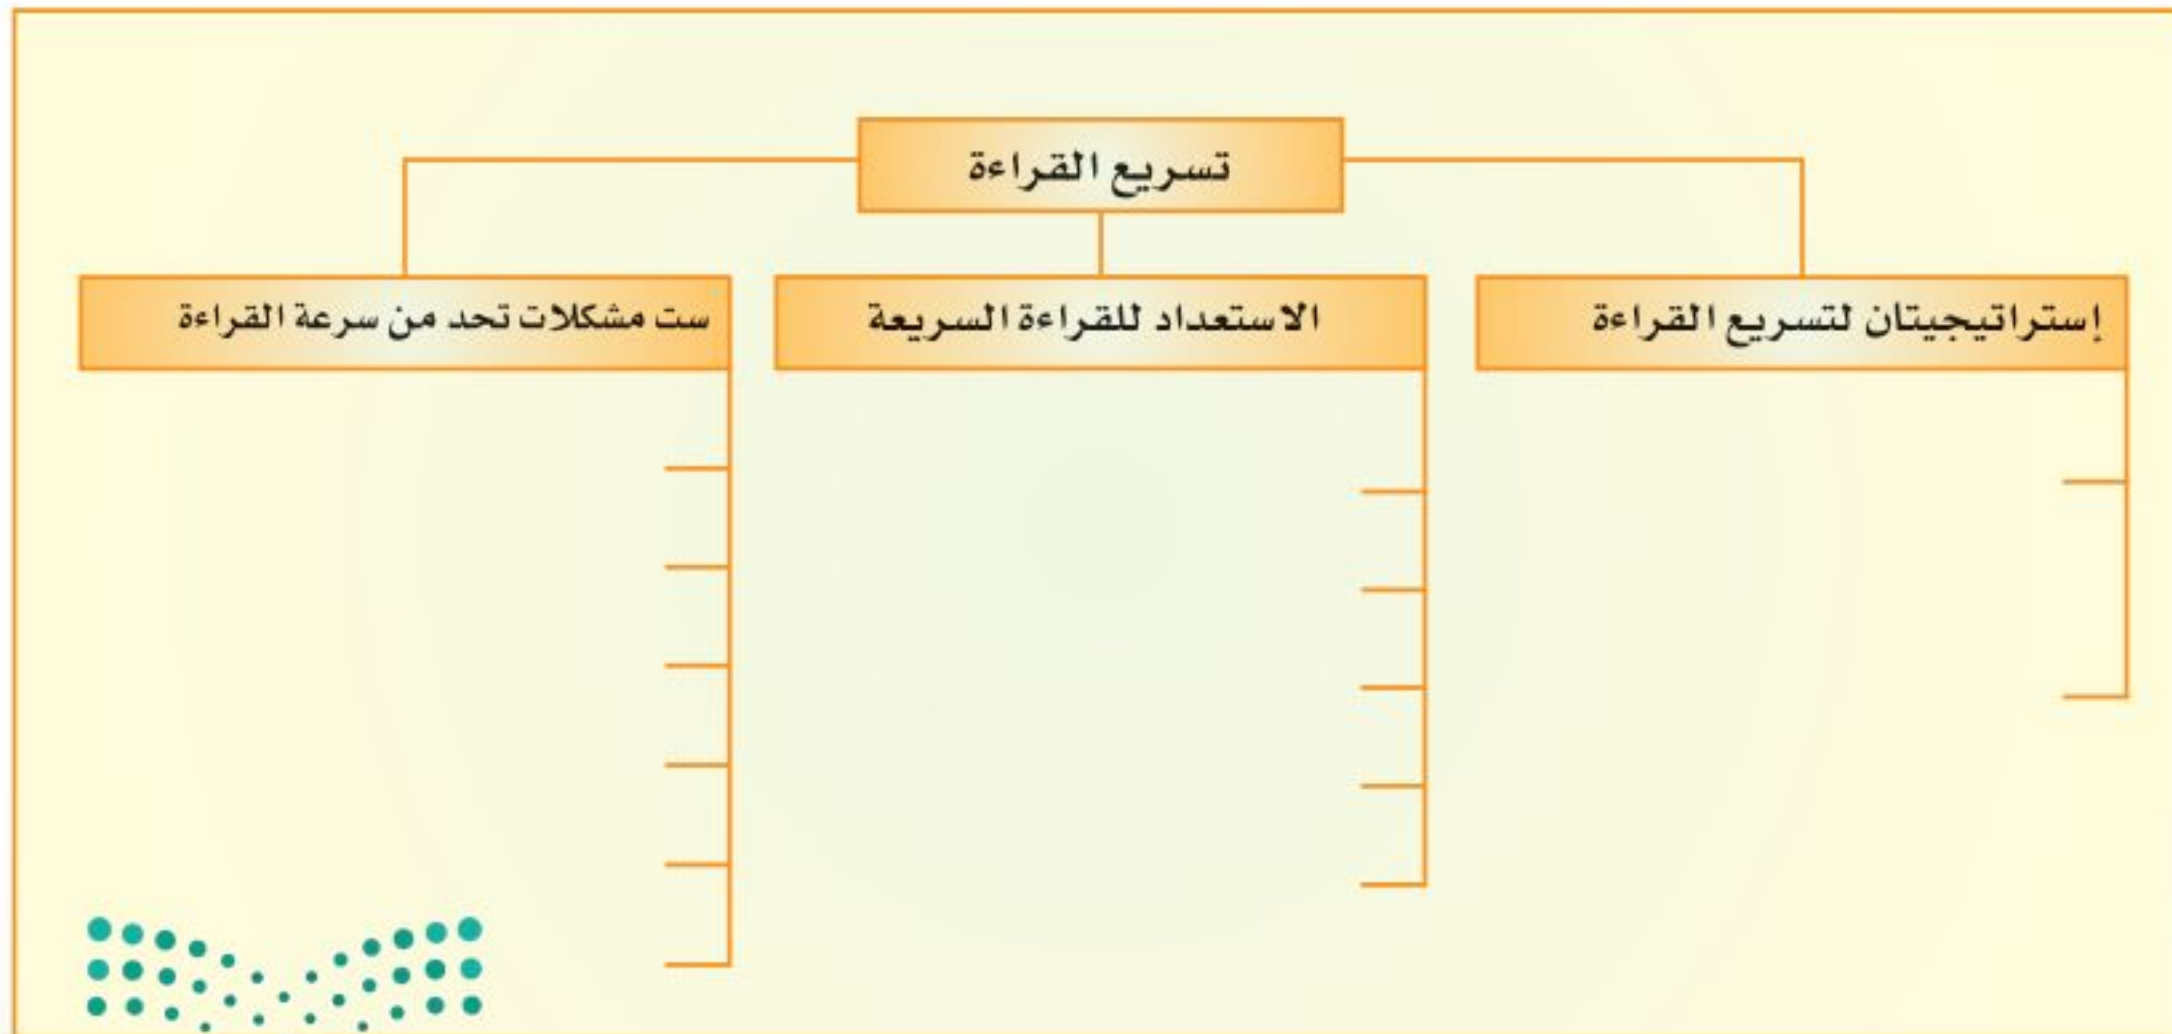 تسريع القراءة
إستراتيجيتان لتسريع القراءة
الاستعداد للقراءة السريعة
ست مشكلات تحد من سرعة القراءة